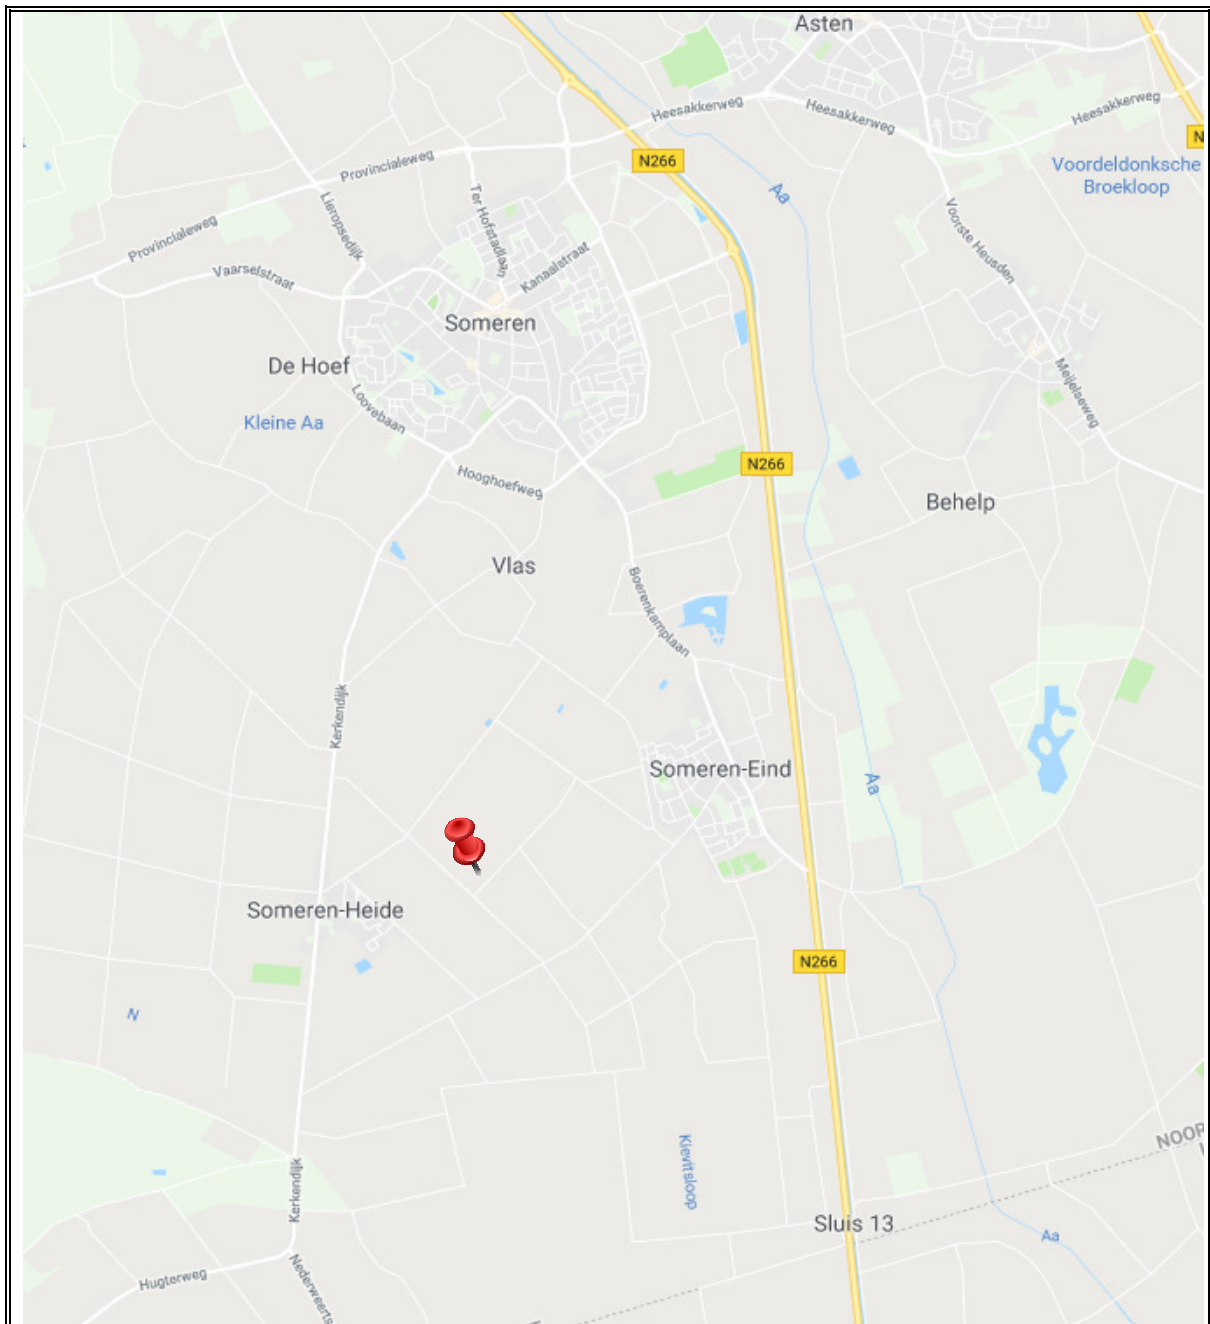 Asten
Heesakkerweg
Heesakkerweg
Heesakkerweg
N
N266
Provincialeweg
Voordeldonksche
Broekloop
Aa
Lieropsedijk
Ter Hofstadlaan
Voorste Heusden
Provincialeweg
Kanaalstraat
Vaarselstraat
Someren
De Hoef
Meijelseweg
Loovebaan
Kleine Aa
N266
Hooghoefweg
Behelp
Vlas
Boerenkamplaan
Kerkendijk
Someren-Eind
Aa
Someren-Heide
N266
N
NOOR
Kievitsloop
Kerkendijk
Sluis 13
Aa
Hugterweg
Nederweerts